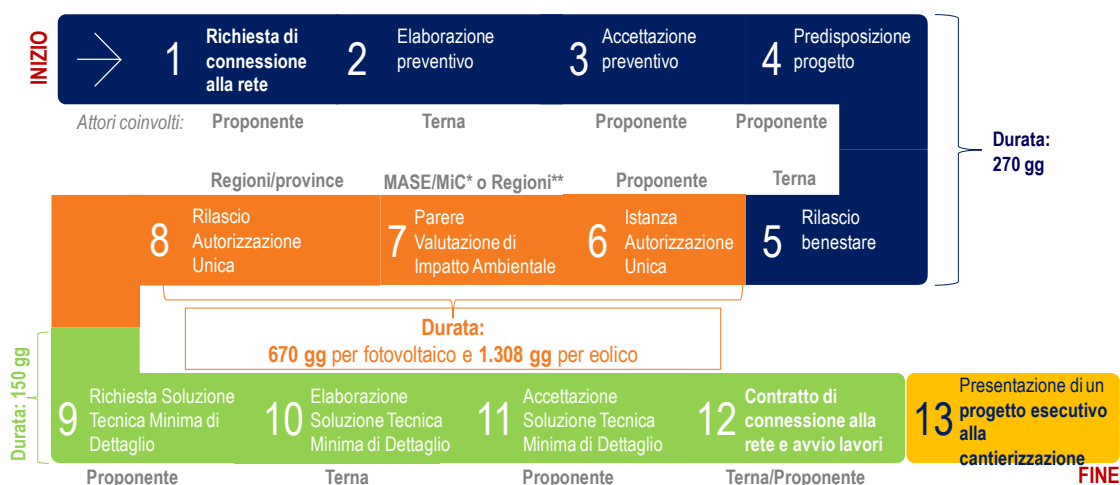 INIZIO
1
Richiesta di
connessione
alla rete
2
Elaborazione
preventivo
3
Accettazione
preventivo
4
Predisposizione
progetto
Attori coinvolti:
Proponente
Terna
Proponente
Proponente
Durata:
270 gg
Regioni/province
MASE/MiC* o Regioni**
Proponente
Terna
8
Rilascio
Autorizzazione
Unica
7
Parere
Valutazione di
Impatto Ambientale
6
Istanza
Autorizzazione
Unica
5
Rilascio
benestare
Durata:
670 gg per fotovoltaico e 1.308 gg per eolico
Durata: 150 gg
9
Richiesta Soluzione
Tecnica Minima di
Dettaglio
10
Elaborazione
Soluzione Tecnica
Minima di Dettaglio
11
Accettazione
Soluzione Tecnica
Minima di Dettaglio
12
Contratto di
connessione alla
rete e avvio lavori
13
Presentazione di un
progetto esecutivo
alla
cantierizzazione
Proponente
Terna
Proponente
Terna/Proponente
FINE